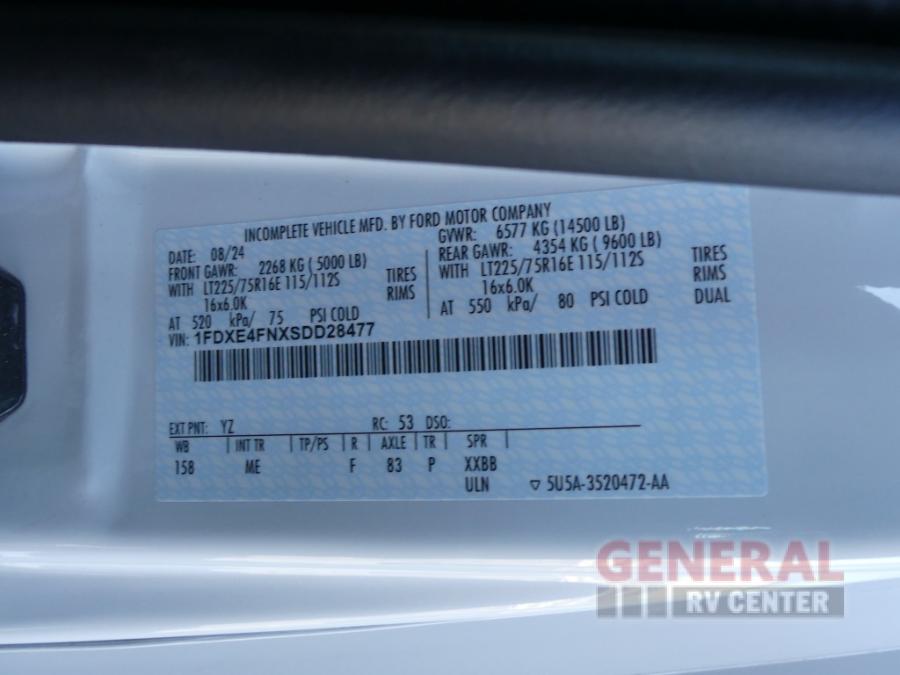 INCOMPLETE VEHICLE MFD. BY FORD MOTOR COMPANY
DATE: 08/24 GVWR: 6577 KG (14500 LB)
FRONT GAWR: 2268 KG ( 5000 LB) REAR GAWR: 4354 KG ( 9600 LB)
WITH LT225/75R16E 115/112S TIRES WITH LT225/75R16E 115/112S TIRES
16x6.0K RIMS 16x6.0K RIMS
AT 520 kPa/ 75 PSI COLD AT 550 kPa/ 80 PSI COLD DUAL
VIN: 1FDXE4FNXSDD28477
EXT PNT: YZ RC: 53 DSO:
WB INT TR TP/PS R AXLE TR SPR
158 ME F 83 P XXBB
ULN ▽ 5U5A-3520472-AA
GENERAL
RV CENTER